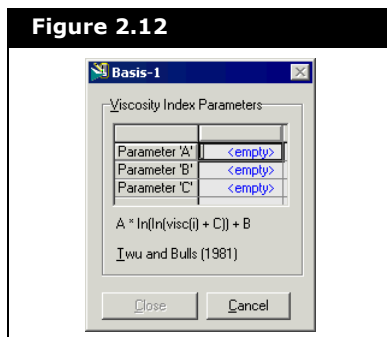 Figure 2.12
Basis-1
Viscosity Index Parameters
Parameter 'A' <empty>
Parameter 'B' <empty>
Parameter 'C' <empty>
A * ln(ln(visc(i) + C)) + B
Twu and Bulls (1981)
Close Cancel